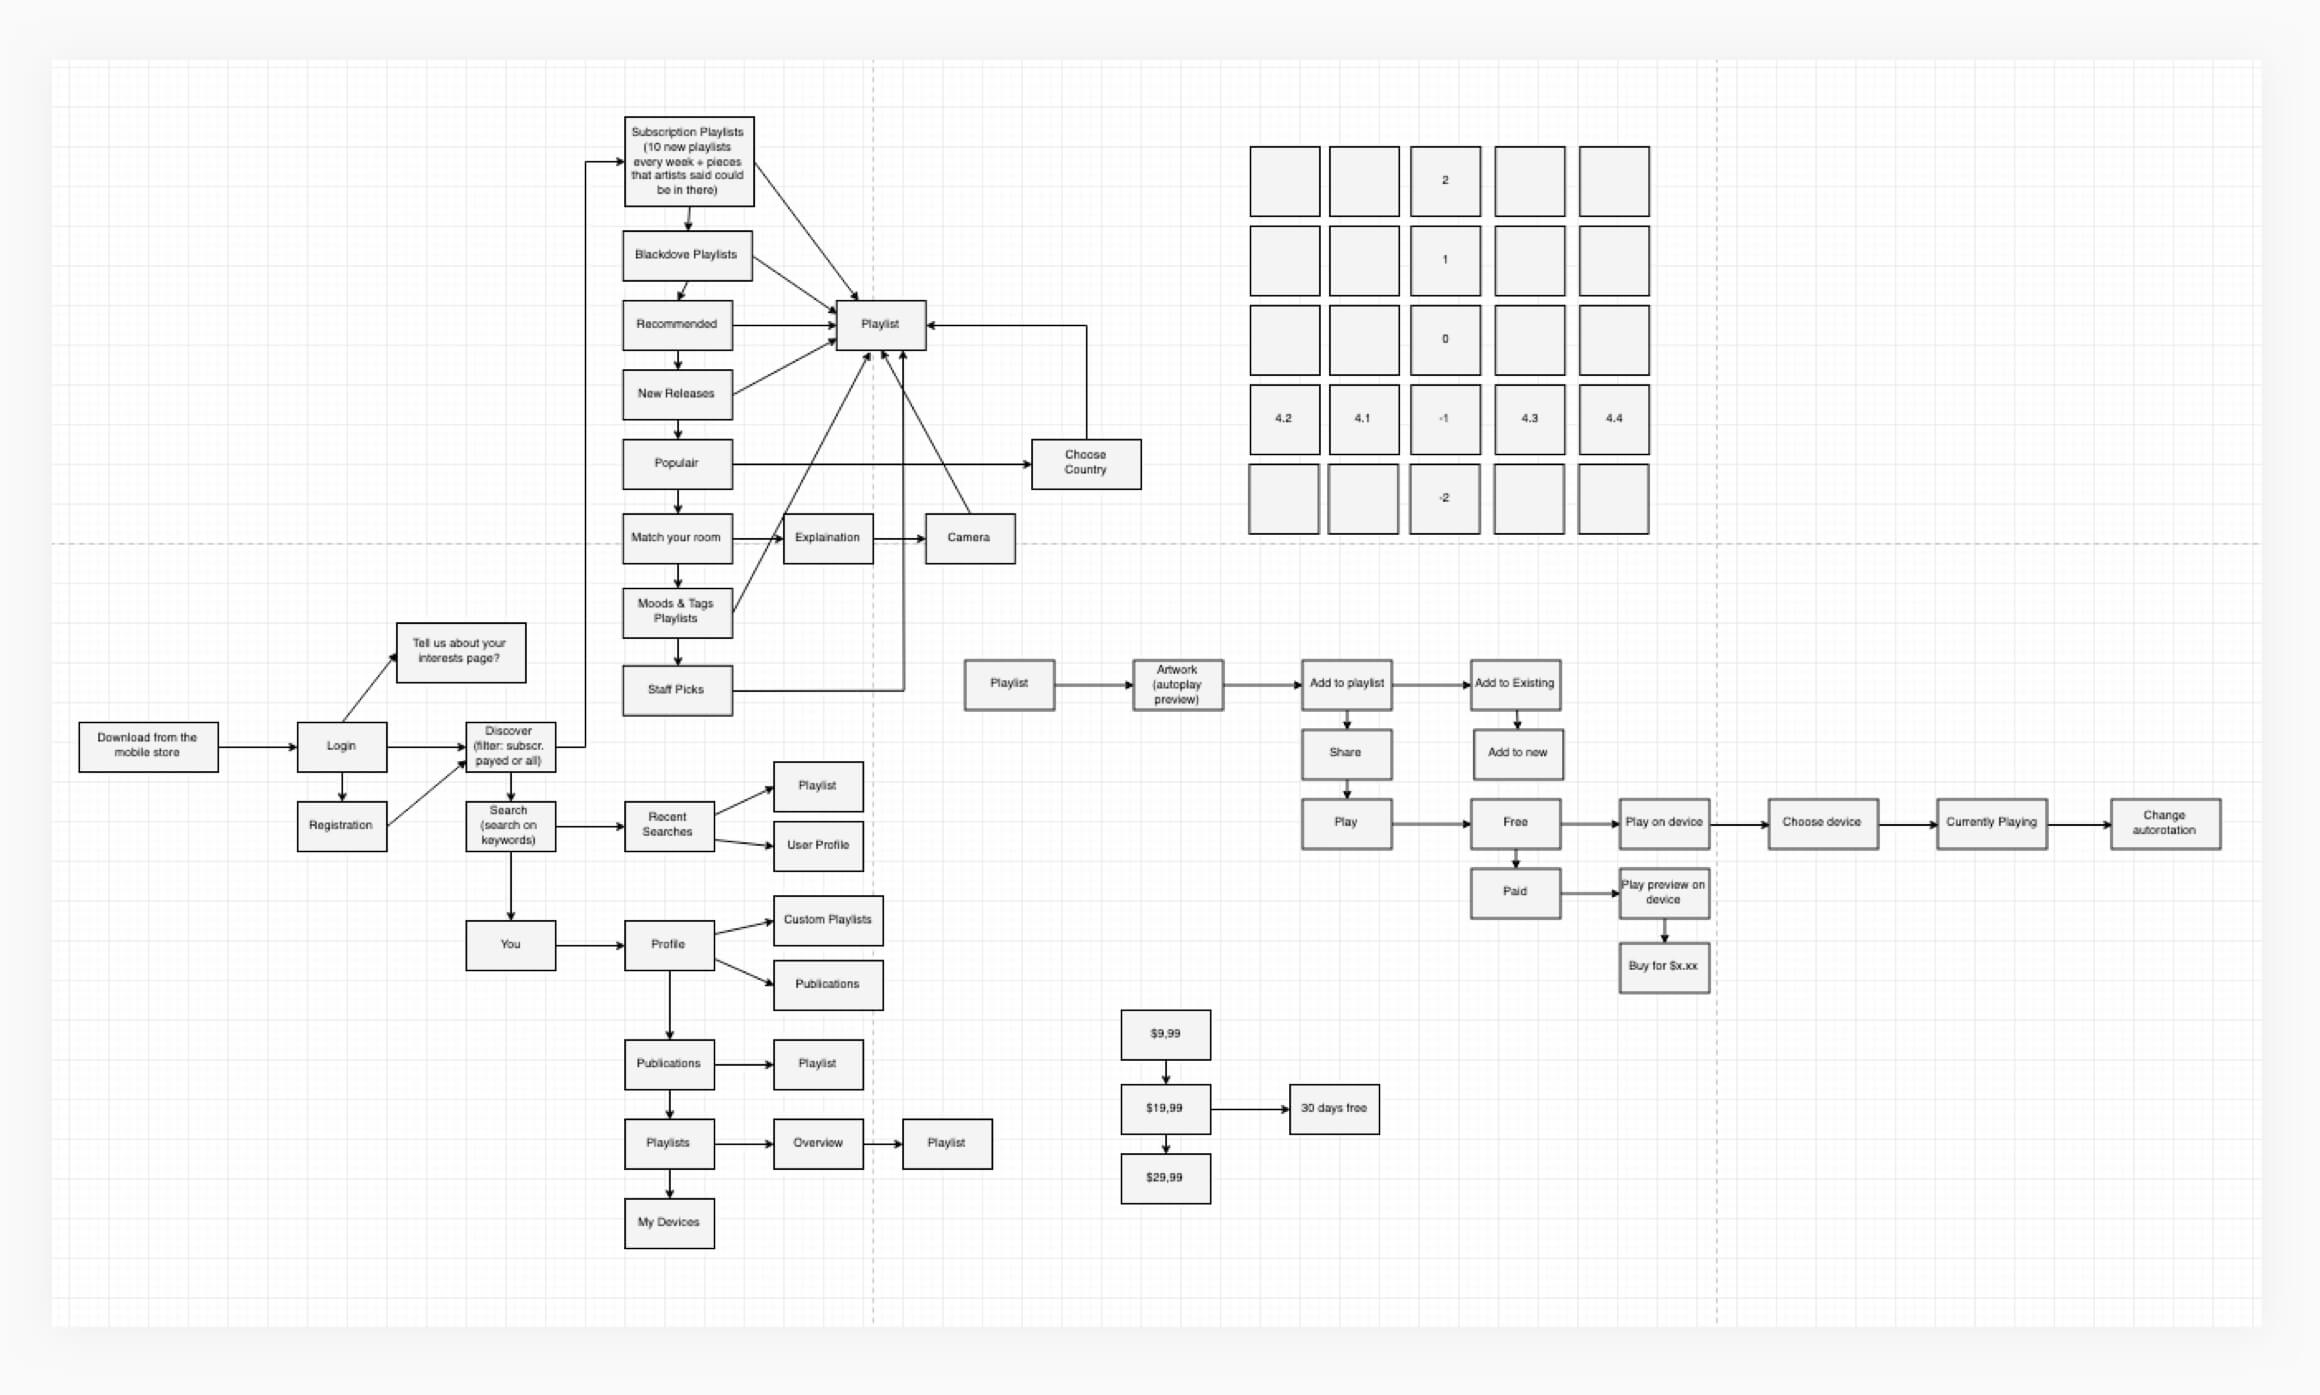 Subscription Playlists
(10 new playlists
every week + pieces
that artists said could
be in there)
Blackdove Playlists
Recommended
Playlist
New Releases
Populair
Choose
Country
Match your room
Explaination
Camera
Moods & Tags
Playlists
Staff Picks
2
1
0
4.2
4.1
-1
4.3
4.4
-2
Tell us about your
interests page?
Download from the
mobile store
Login
Discover
(filter: subscr.
payed or all)
Registration
Search
(search on
keywords)
Recent
Searches
Playlist
User Profile
You
Profile
Custom Playlists
Publications
Publications
Playlist
Playlists
Overview
Playlist
My Devices
Playlist
Artwork
(autoplay
preview)
Add to playlist
Add to Existing
Share
Add to new
Play
Free
Play on device
Choose device
Currently Playing
Change
autorotation
Paid
Play preview on
device
Buy for $x.xx
$9,99
$19,99
30 days free
$29,99